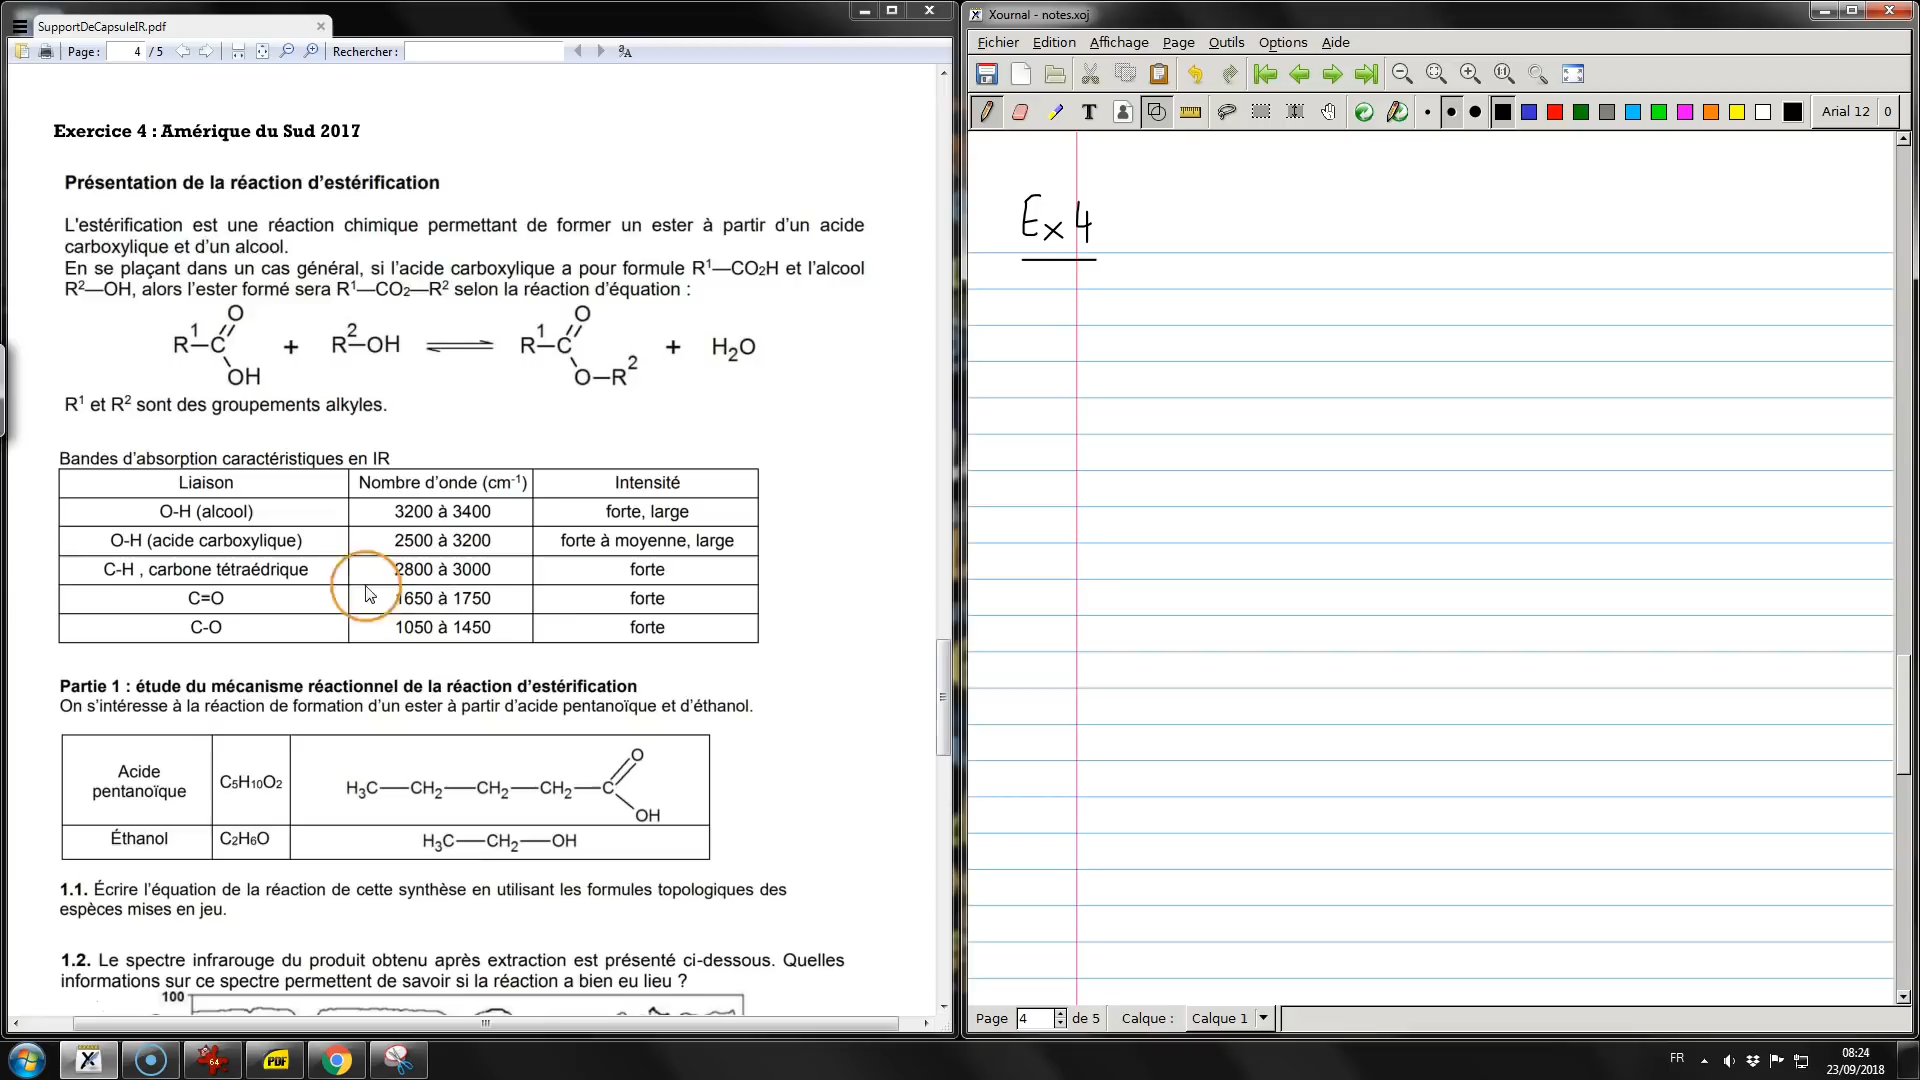 SupportDeCapsuleIR.pdf
Page: 4 / 5 Rechercher:
Exercice 4 : Amérique du Sud 2017
Présentation de la réaction d'estérification
L'estérification est une réaction chimique permettant de former un ester à partir d'un acide
carboxylique et d'un alcool.
En se plaçant dans un cas général, si l'acide carboxylique a pour formule R¹—CO₂H et l'alcool
R²—OH, alors l'ester formé sera R¹—CO₂—R² selon la réaction d'équation :
O O
R¹—C + R²—OH ⇌ R¹—C + H₂O
OH O—R²
R¹ et R² sont des groupements alkyles.
Bandes d'absorption caractéristiques en IR
Liaison Nombre d'onde (cm⁻¹) Intensité
O-H (alcool) 3200 à 3400 forte, large
O-H (acide carboxylique) 2500 à 3200 forte à moyenne, large
C-H , carbone tétraédrique 2800 à 3000 forte
C=O 1650 à 1750 forte
C-O 1050 à 1450 forte
Partie 1 : étude du mécanisme réactionnel de la réaction d'estérification
On s'intéresse à la réaction de formation d'un ester à partir d'acide pentanoïque et d'éthanol.
Acide
pentanoïque
C₅H₁₀O₂
O
H₃C—CH₂—CH₂—CH₂—C
OH
Éthanol C₂H₆O H₃C—CH₂—OH
1.1. Écrire l'équation de la réaction de cette synthèse en utilisant les formules topologiques des
espèces mises en jeu.
1.2. Le spectre infrarouge du produit obtenu après extraction est présenté ci-dessous. Quelles
informations sur ce spectre permettent de savoir si la réaction a bien eu lieu ?
100
Xournal - notes.xoj
Fichier Edition Affichage Page Outils Options Aide
Arial 12 0
Ex 4
Page 4 de 5 Calque : Calque 1
64
PDF
FR
08:24
23/09/2018